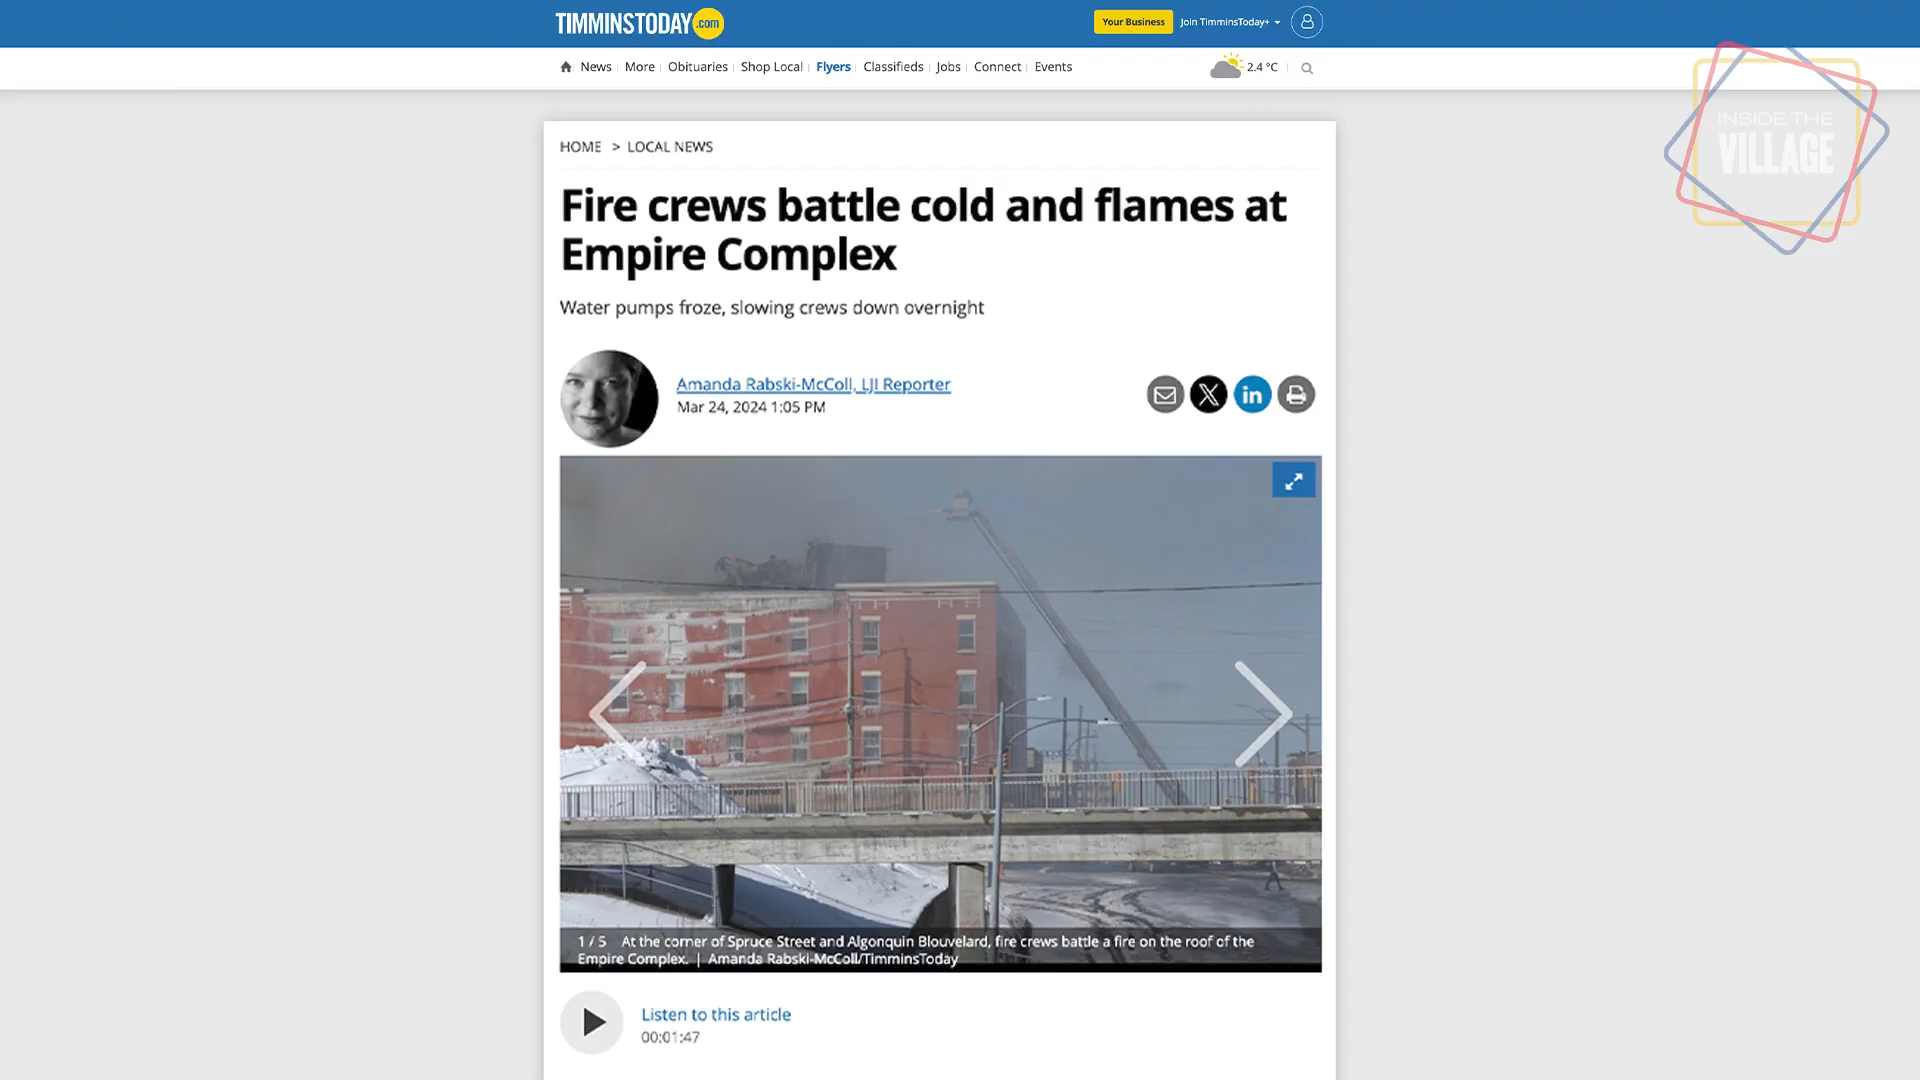 TIMMINSTODAY.com
Your Business
Join TimminsToday+
News
More
Obituaries
Shop Local
Flyers
Classifieds
Jobs
Connect
Events
2.4 °C
INSIDE THE
VILLAGE
HOME > LOCAL NEWS
Fire crews battle cold and flames at
Empire Complex
Water pumps froze, slowing crews down overnight
Amanda Rabski-McColl, LJI Reporter
Mar 24, 2024 1:05 PM
1 / 5 At the corner of Spruce Street and Algonquin Blouvelard, fire crews battle a fire on the roof of the
Empire Complex. | Amanda Rabski-McColl/TimminsToday
Listen to this article
00:01:47